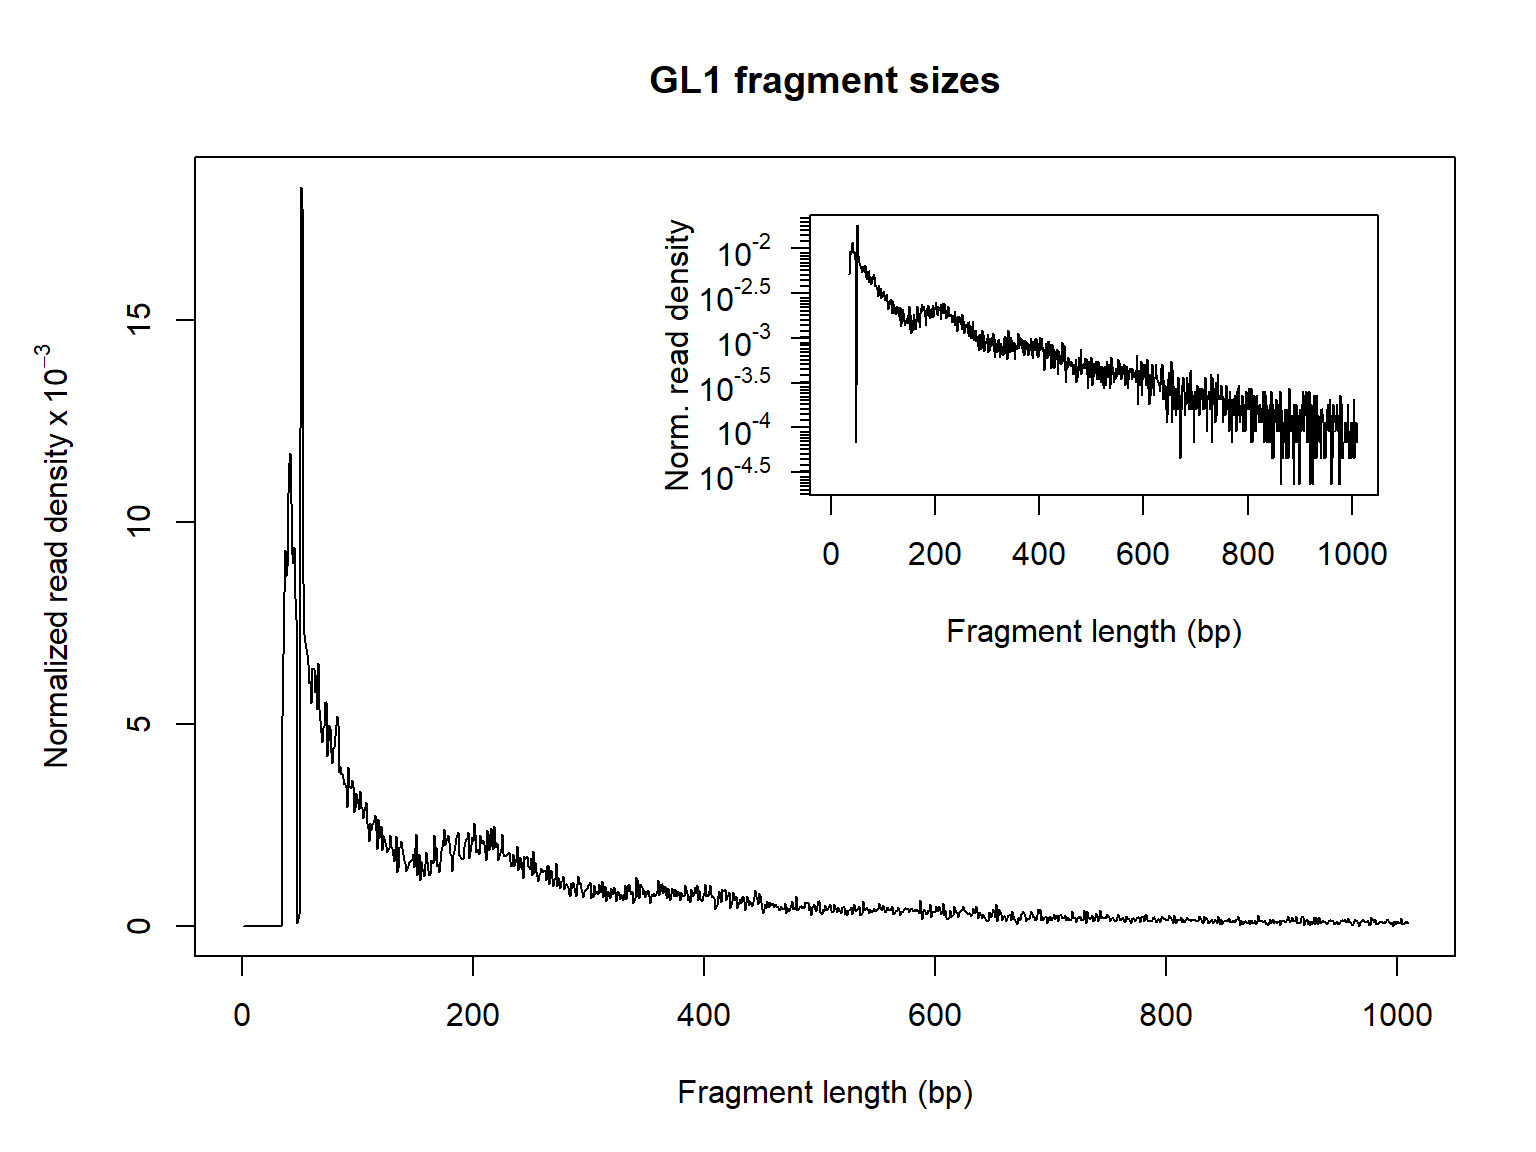 GL1 fragment sizes
Normalized read density x 10⁻³
15
10
5
0
0 200 400 600 800 1000
Fragment length (bp)
Norm. read density
10⁻²
10⁻²·⁵
10⁻³
10⁻³·⁵
10⁻⁴
10⁻⁴·⁵
0 200 400 600 800 1000
Fragment length (bp)